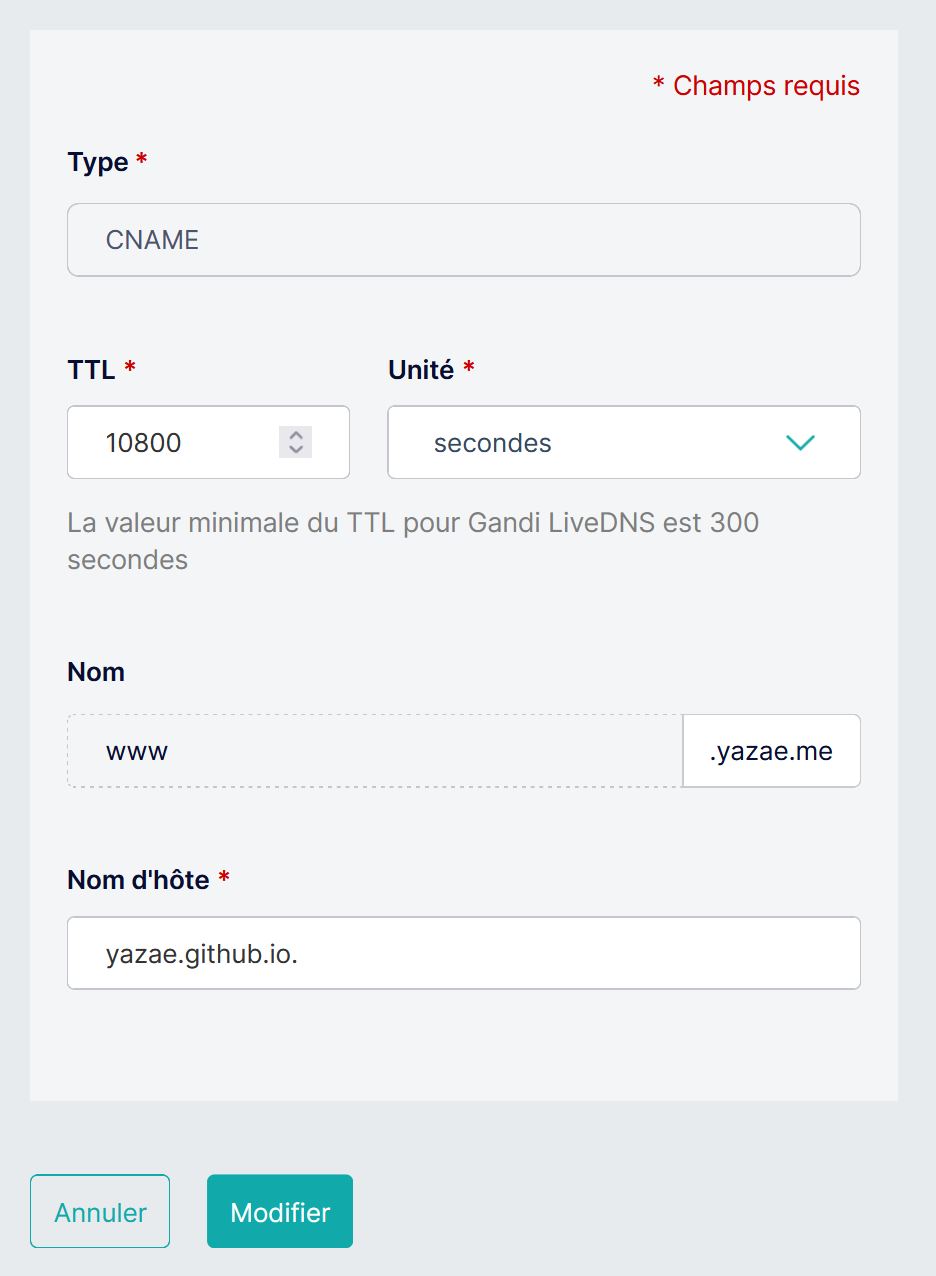 * Champs requis
Type *
CNAME
TTL * Unité *
10800 secondes
La valeur minimale du TTL pour Gandi LiveDNS est 300
secondes
Nom
www .yazae.me
Nom d'hôte *
yazae.github.io.
Annuler Modifier